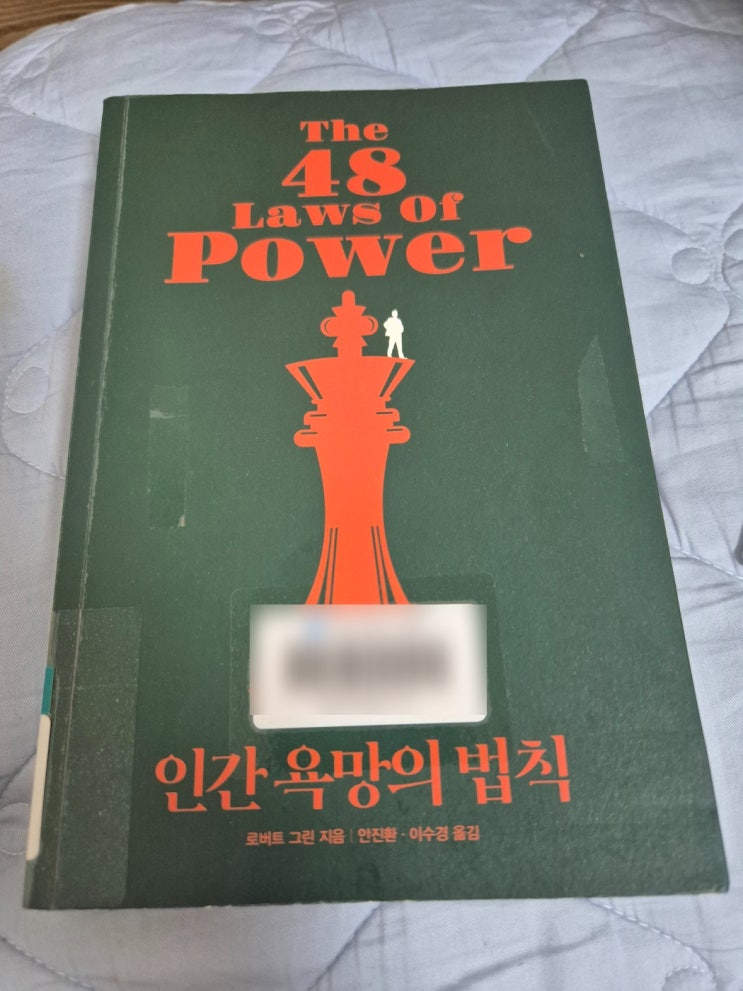 The
48
Laws Of
Power
인간 욕망의 법칙
로버트 그린 지음 | 안진환 · 이수경 옮김